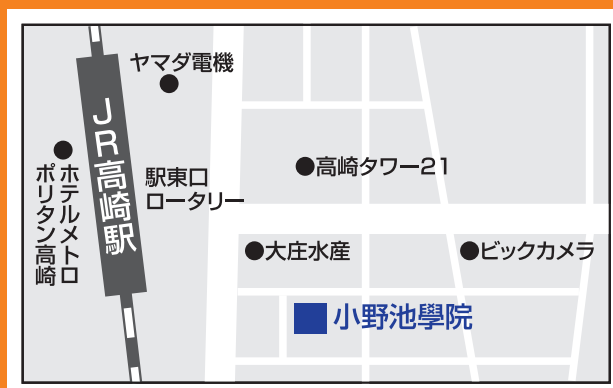 ヤマダ電機
JR高崎駅
ホテルメトロ
ポリタン高崎
駅東口
ロータリー
高崎タワー21
大庄水産
ビックカメラ
小野池學院